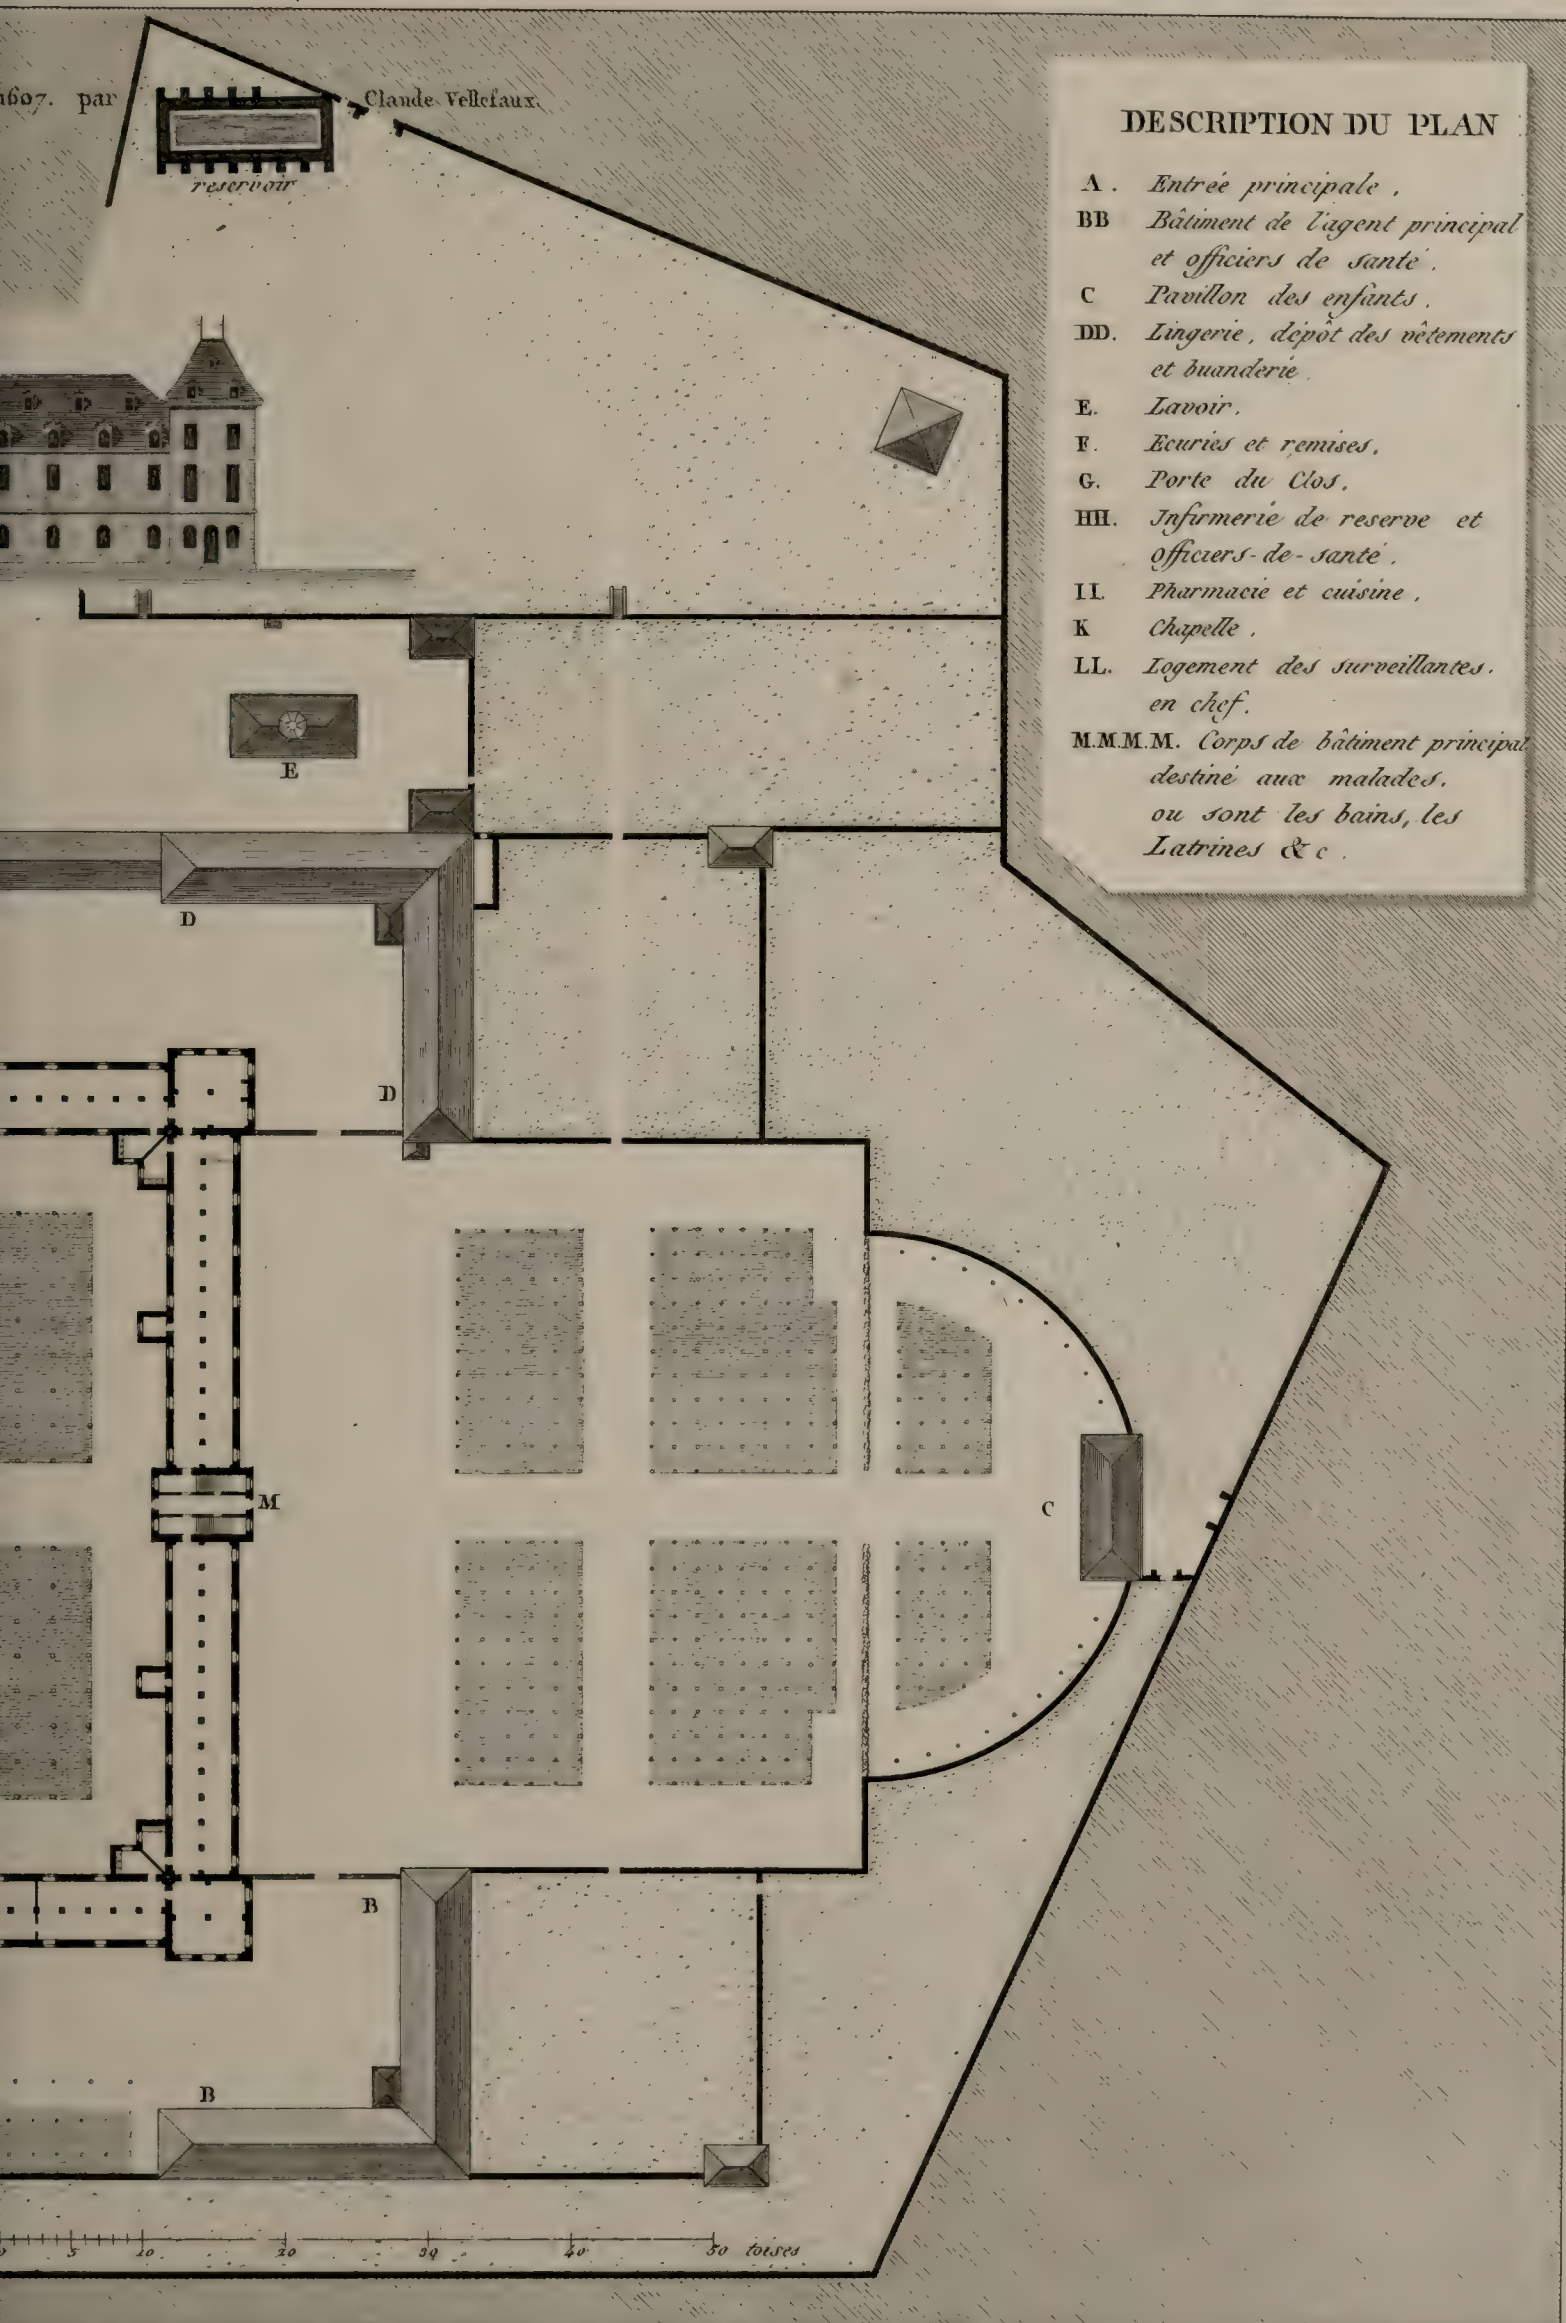 1607. par Claude Vellefaux.
reservoir
DESCRIPTION DU PLAN
A. Entrée principale.
BB Bâtiment de l'agent principal
et officiers de santé.
C Pavillon des enfants.
DD. Lingerie, dépôt des vêtements
et buanderie.
E. Lavoir.
F. Ecuries et remises.
G. Porte du Clos.
HH. Infirmerie de reserve et
officiers-de-santé.
II. Pharmacie et cuisine.
K Chapelle.
LL. Logement des surveillantes.
en chef.
M.M.M.M. Corps de bâtiment principal
destiné aux malades.
ou sont les bains, les
Latrines & c.
E
D
D
M
C
B
B
0 5 10 20 30 40 50 toises